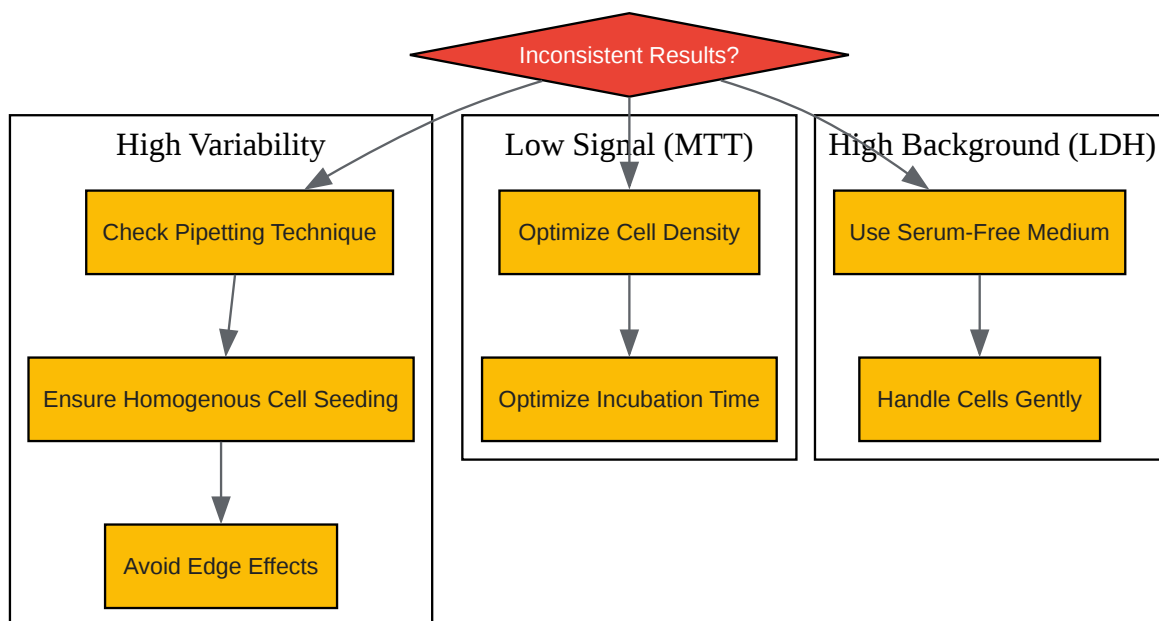 Inconsistent Results?
High Variability
Check Pipetting Technique
Ensure Homogenous Cell Seeding
Avoid Edge Effects
Low Signal (MTT)
Optimize Cell Density
Optimize Incubation Time
High Background (LDH)
Use Serum-Free Medium
Handle Cells Gently